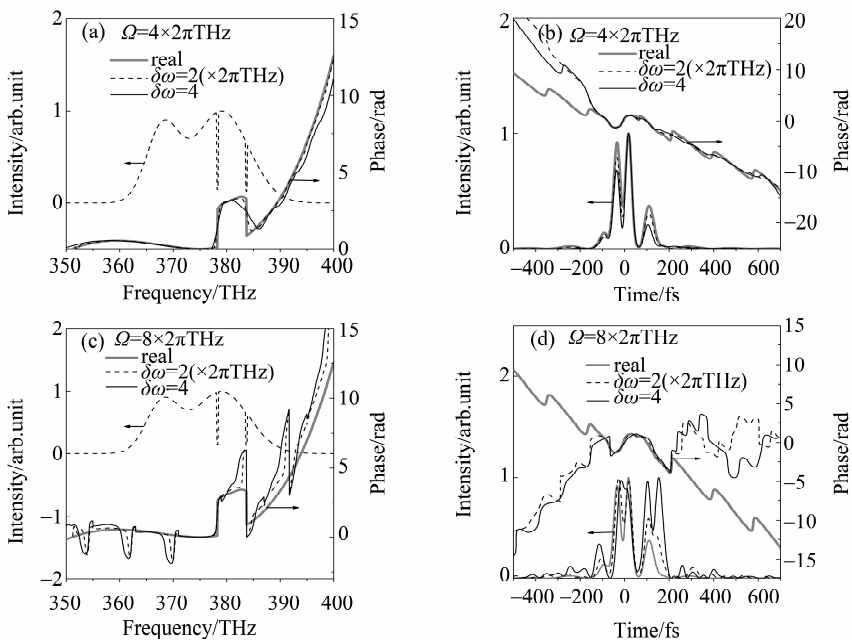 (a) Ω=4×2πTHz
real
δω=2(×2πTHz)
δω=4
2
1
0
15
10
5
0
350 360 370 380 390 400
Intensity/arb.unit
Phase/rad
Frequency/THz
(b) Ω=4×2πTHz
real
δω=2(×2πTHz)
δω=4
2
1
0
20
10
0
−10
−20
−400 −200 0 200 400 600
Intensity/arb.unit
Phase/rad
Time/fs
(c) Ω=8×2πTHz
real
δω=2(×2πTHz)
δω=4
2
1
0
−1
−2
15
10
5
0
350 360 370 380 390 400
Intensity/arb.unit
Phase/rad
Frequency/THz
(d) Ω=8×2πTHz
real
δω=2(×2πTHz)
δω=4
2
1
0
15
10
5
0
−5
−10
−15
−400 −200 0 200 400 600
Intensity/arb.unit
Phase/rad
Time/fs